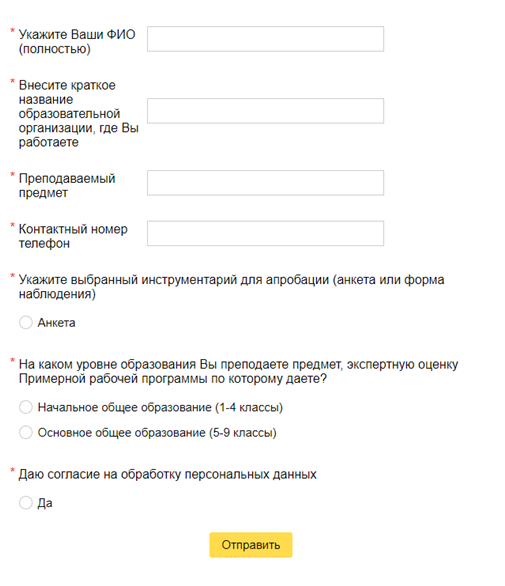 * Укажите Ваши ФИО
(полностью)
* Внесите краткое
название
образовательной
организации, где Вы
работаете
* Преподаваемый
предмет
* Контактный номер
телефон
* Укажите выбранный инструментарий для апробации (анкета или форма
наблюдения)
Анкета
* На каком уровне образования Вы преподаете предмет, экспертную оценку
Примерной рабочей программы по которому даете?
Начальное общее образование (1-4 классы)
Основное общее образование (5-9 классы)
* Даю согласие на обработку персональных данных
Да
Отправить